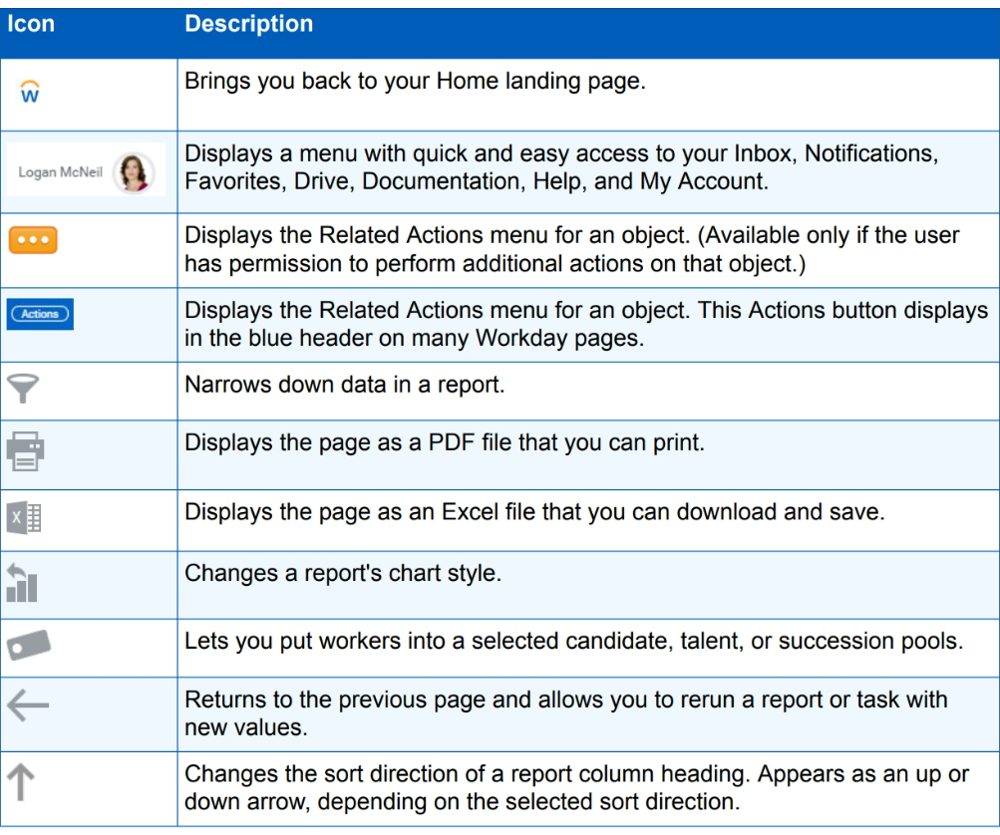 Icon Description
W
Brings you back to your Home landing page.
Logan McNeil
Displays a menu with quick and easy access to your Inbox, Notifications,
Favorites, Drive, Documentation, Help, and My Account.
Displays the Related Actions menu for an object. (Available only if the user
has permission to perform additional actions on that object.)
Actions
Displays the Related Actions menu for an object. This Actions button displays
in the blue header on many Workday pages.
Narrows down data in a report.
Displays the page as a PDF file that you can print.
X
Displays the page as an Excel file that you can download and save.
Changes a report's chart style.
Lets you put workers into a selected candidate, talent, or succession pools.
Returns to the previous page and allows you to rerun a report or task with
new values.
Changes the sort direction of a report column heading. Appears as an up or
down arrow, depending on the selected sort direction.